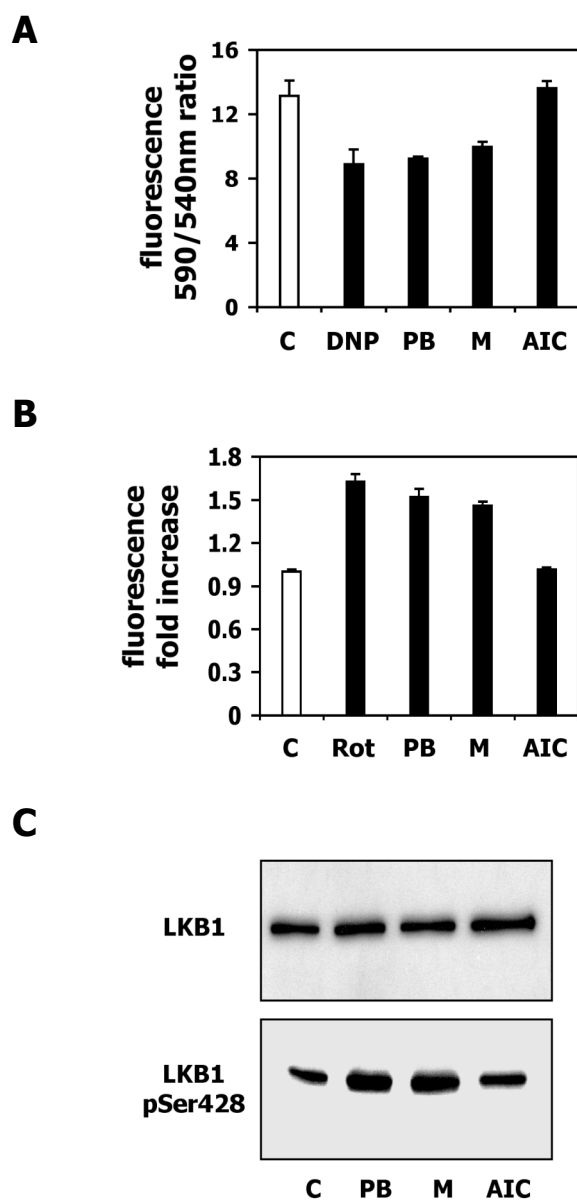 A
fluorescence
590/540nm ratio
16
12
8
4
0
C DNP PB M AIC
B
fluorescence
fold increase
1.8
1.5
1.2
0.9
0.6
0.3
0
C Rot PB M AIC
C
LKB1
LKB1
pSer428
C PB M AIC